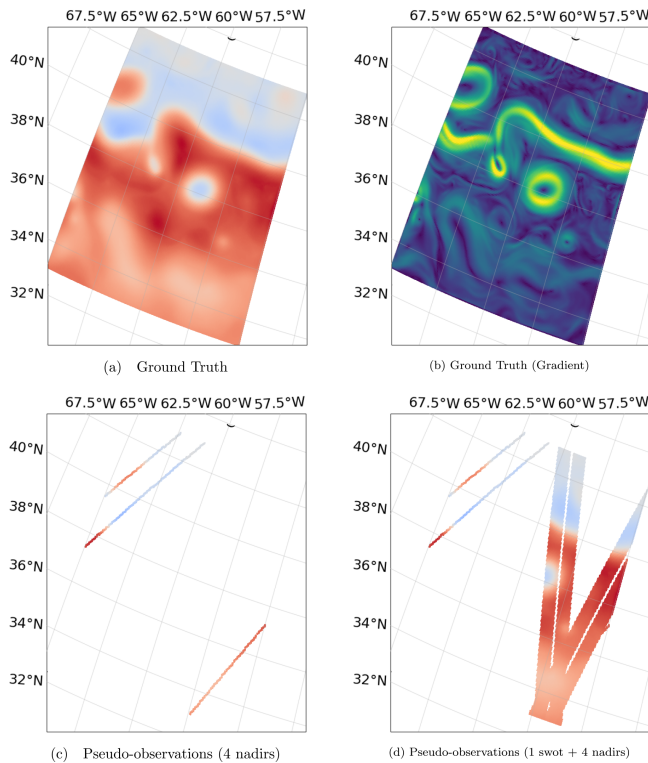 67.5°W 65°W 62.5°W 60°W 57.5°W
40°N
38°N
36°N
34°N
32°N
(a) Ground Truth
67.5°W 65°W 62.5°W 60°W 57.5°W
40°N
38°N
36°N
34°N
32°N
(b) Ground Truth (Gradient)
67.5°W 65°W 62.5°W 60°W 57.5°W
40°N
38°N
36°N
34°N
32°N
(c) Pseudo-observations (4 nadirs)
67.5°W 65°W 62.5°W 60°W 57.5°W
40°N
38°N
36°N
34°N
32°N
(d) Pseudo-observations (1 swot + 4 nadirs)